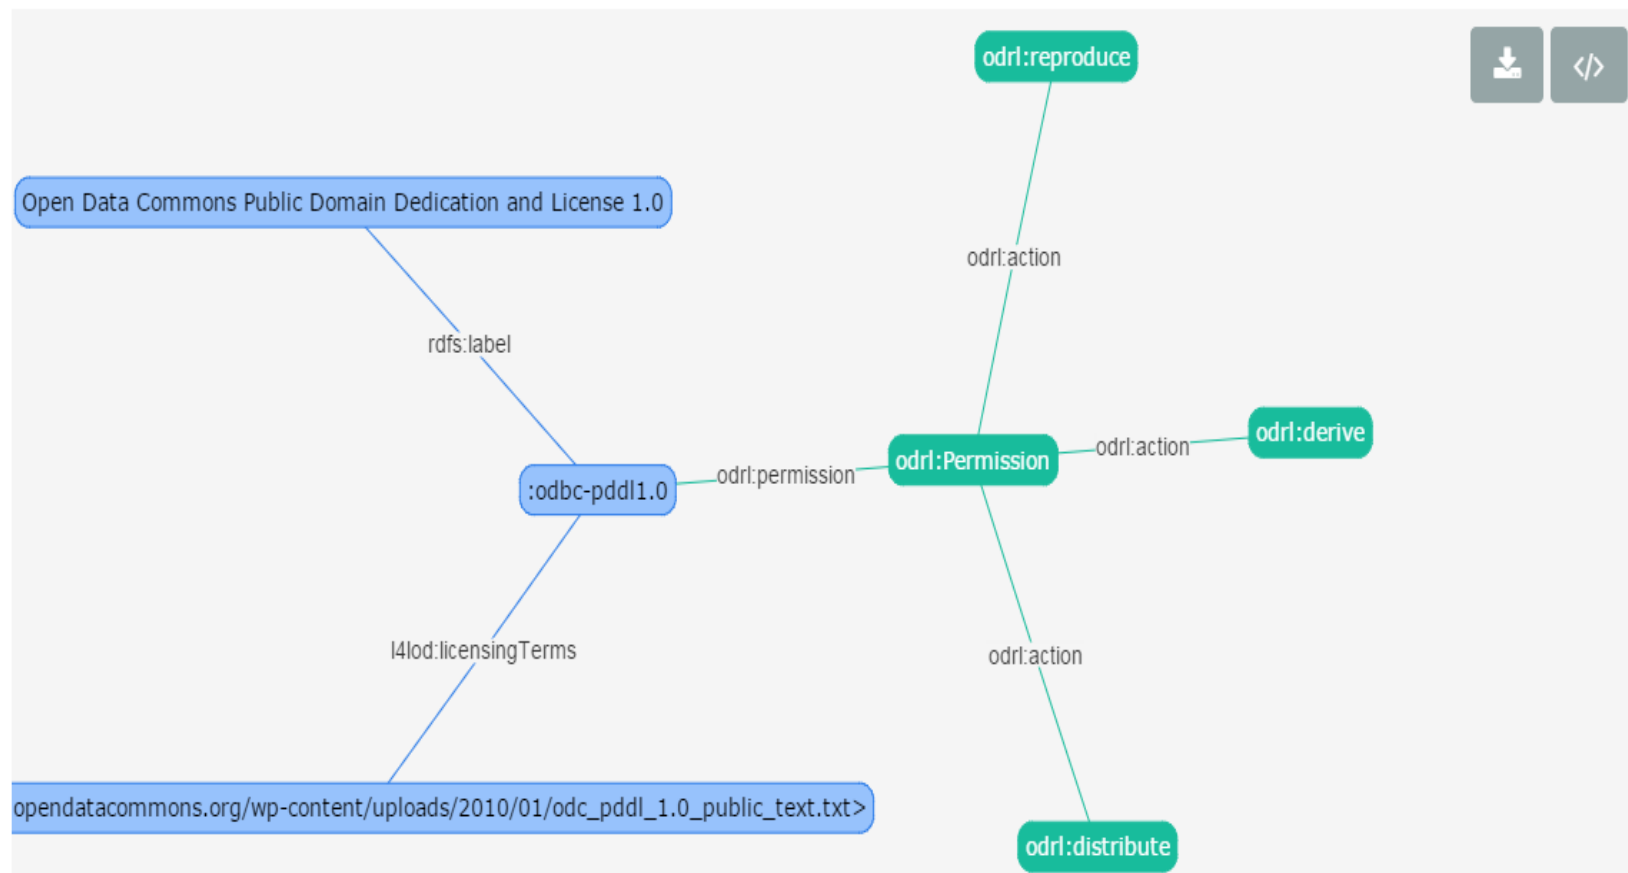 odrl:reproduce
</>
Open Data Commons Public Domain Dedication and License 1.0
odrl:action
rdfs:label
odrl:derive
odrl:action
odrl:Permission
odrl:permission
:odbc-pddl1.0
l4lod:licensingTerms
odrl:action
opendatacommons.org/wp-content/uploads/2010/01/odc_pddl_1.0_public_text.txt>
odrl:distribute